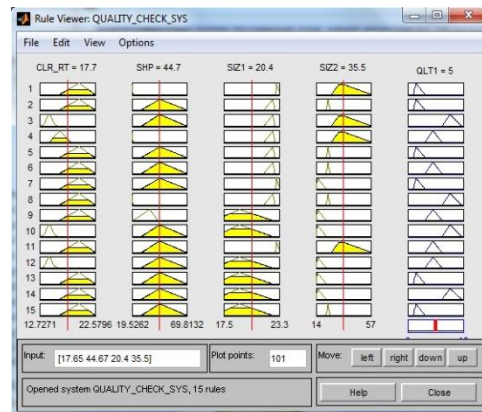 Rule Viewer: QUALITY_CHECK_SYS
File Edit View Options
CLR_RT = 17.7 SHP = 44.7 SIZ1 = 20.4 SIZ2 = 35.5 QLT1 = 5
1
2
3
4
5
6
7
8
9
10
11
12
13
14
15
12.7271 22.5796 19.5262 69.8132 17.5 23.3 14 57
Input: [17.65 44.67 20.4 35.5] Plot points: 101 Move: left right down up
Opened system QUALITY_CHECK_SYS, 15 rules Help Close